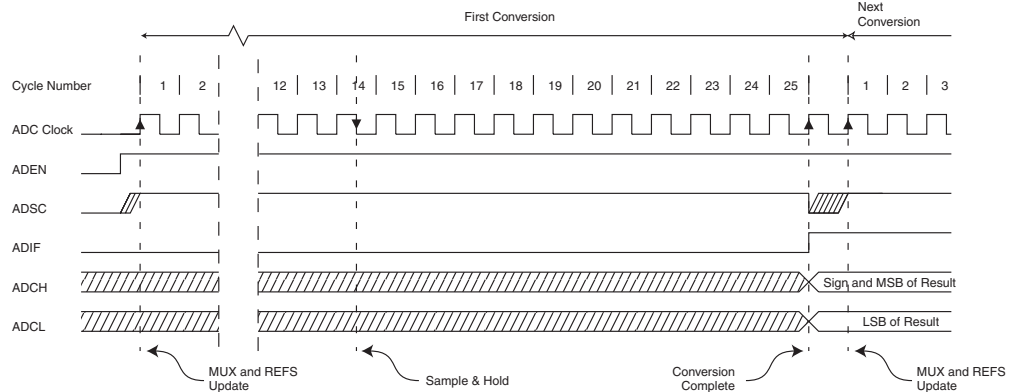 First Conversion
Next
Conversion
Cycle Number 1 2 12 13 14 15 16 17 18 19 20 21 22 23 24 25 1 2 3
ADC Clock
ADEN
ADSC
ADIF
ADCH Sign and MSB of Result
ADCL LSB of Result
MUX and REFS
Update
Sample & Hold
Conversion
Complete
MUX and REFS
Update